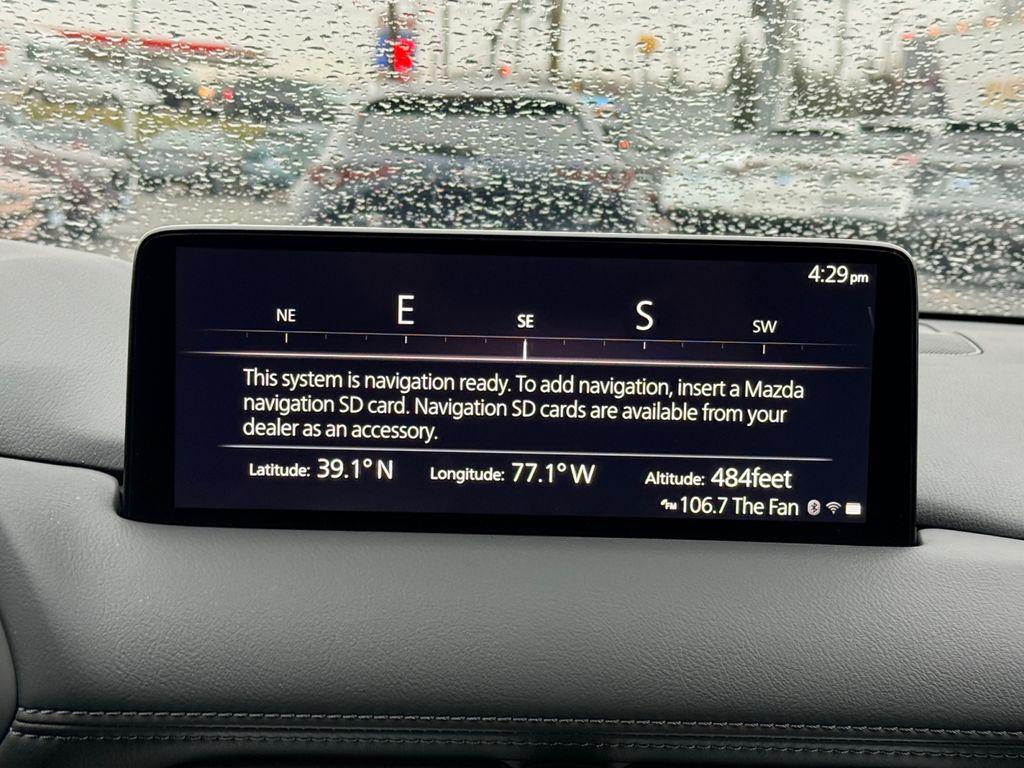 4:29pm
NE E SE S SW
This system is navigation ready. To add navigation, insert a Mazda
navigation SD card. Navigation SD cards are available from your
dealer as an accessory.
Latitude: 39.1° N Longitude: 77.1° W Altitude: 484feet
FM 106.7 The Fan